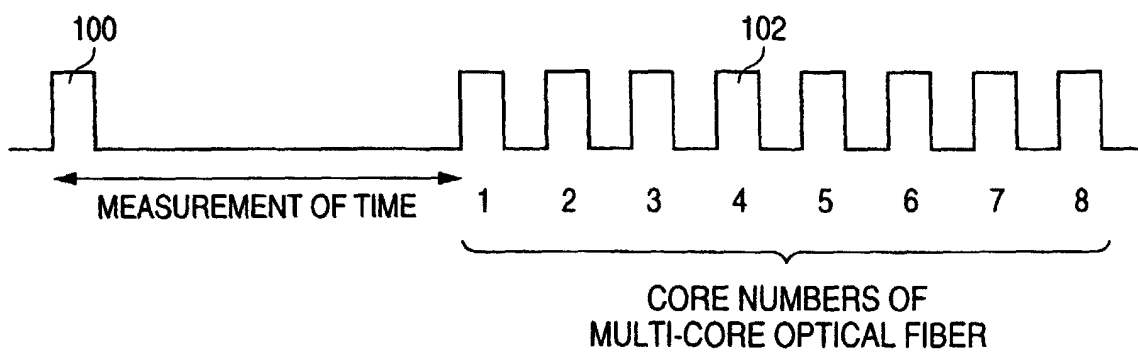 100
102
MEASUREMENT OF TIME
1 2 3 4 5 6 7 8
CORE NUMBERS OF
MULTI-CORE OPTICAL FIBER